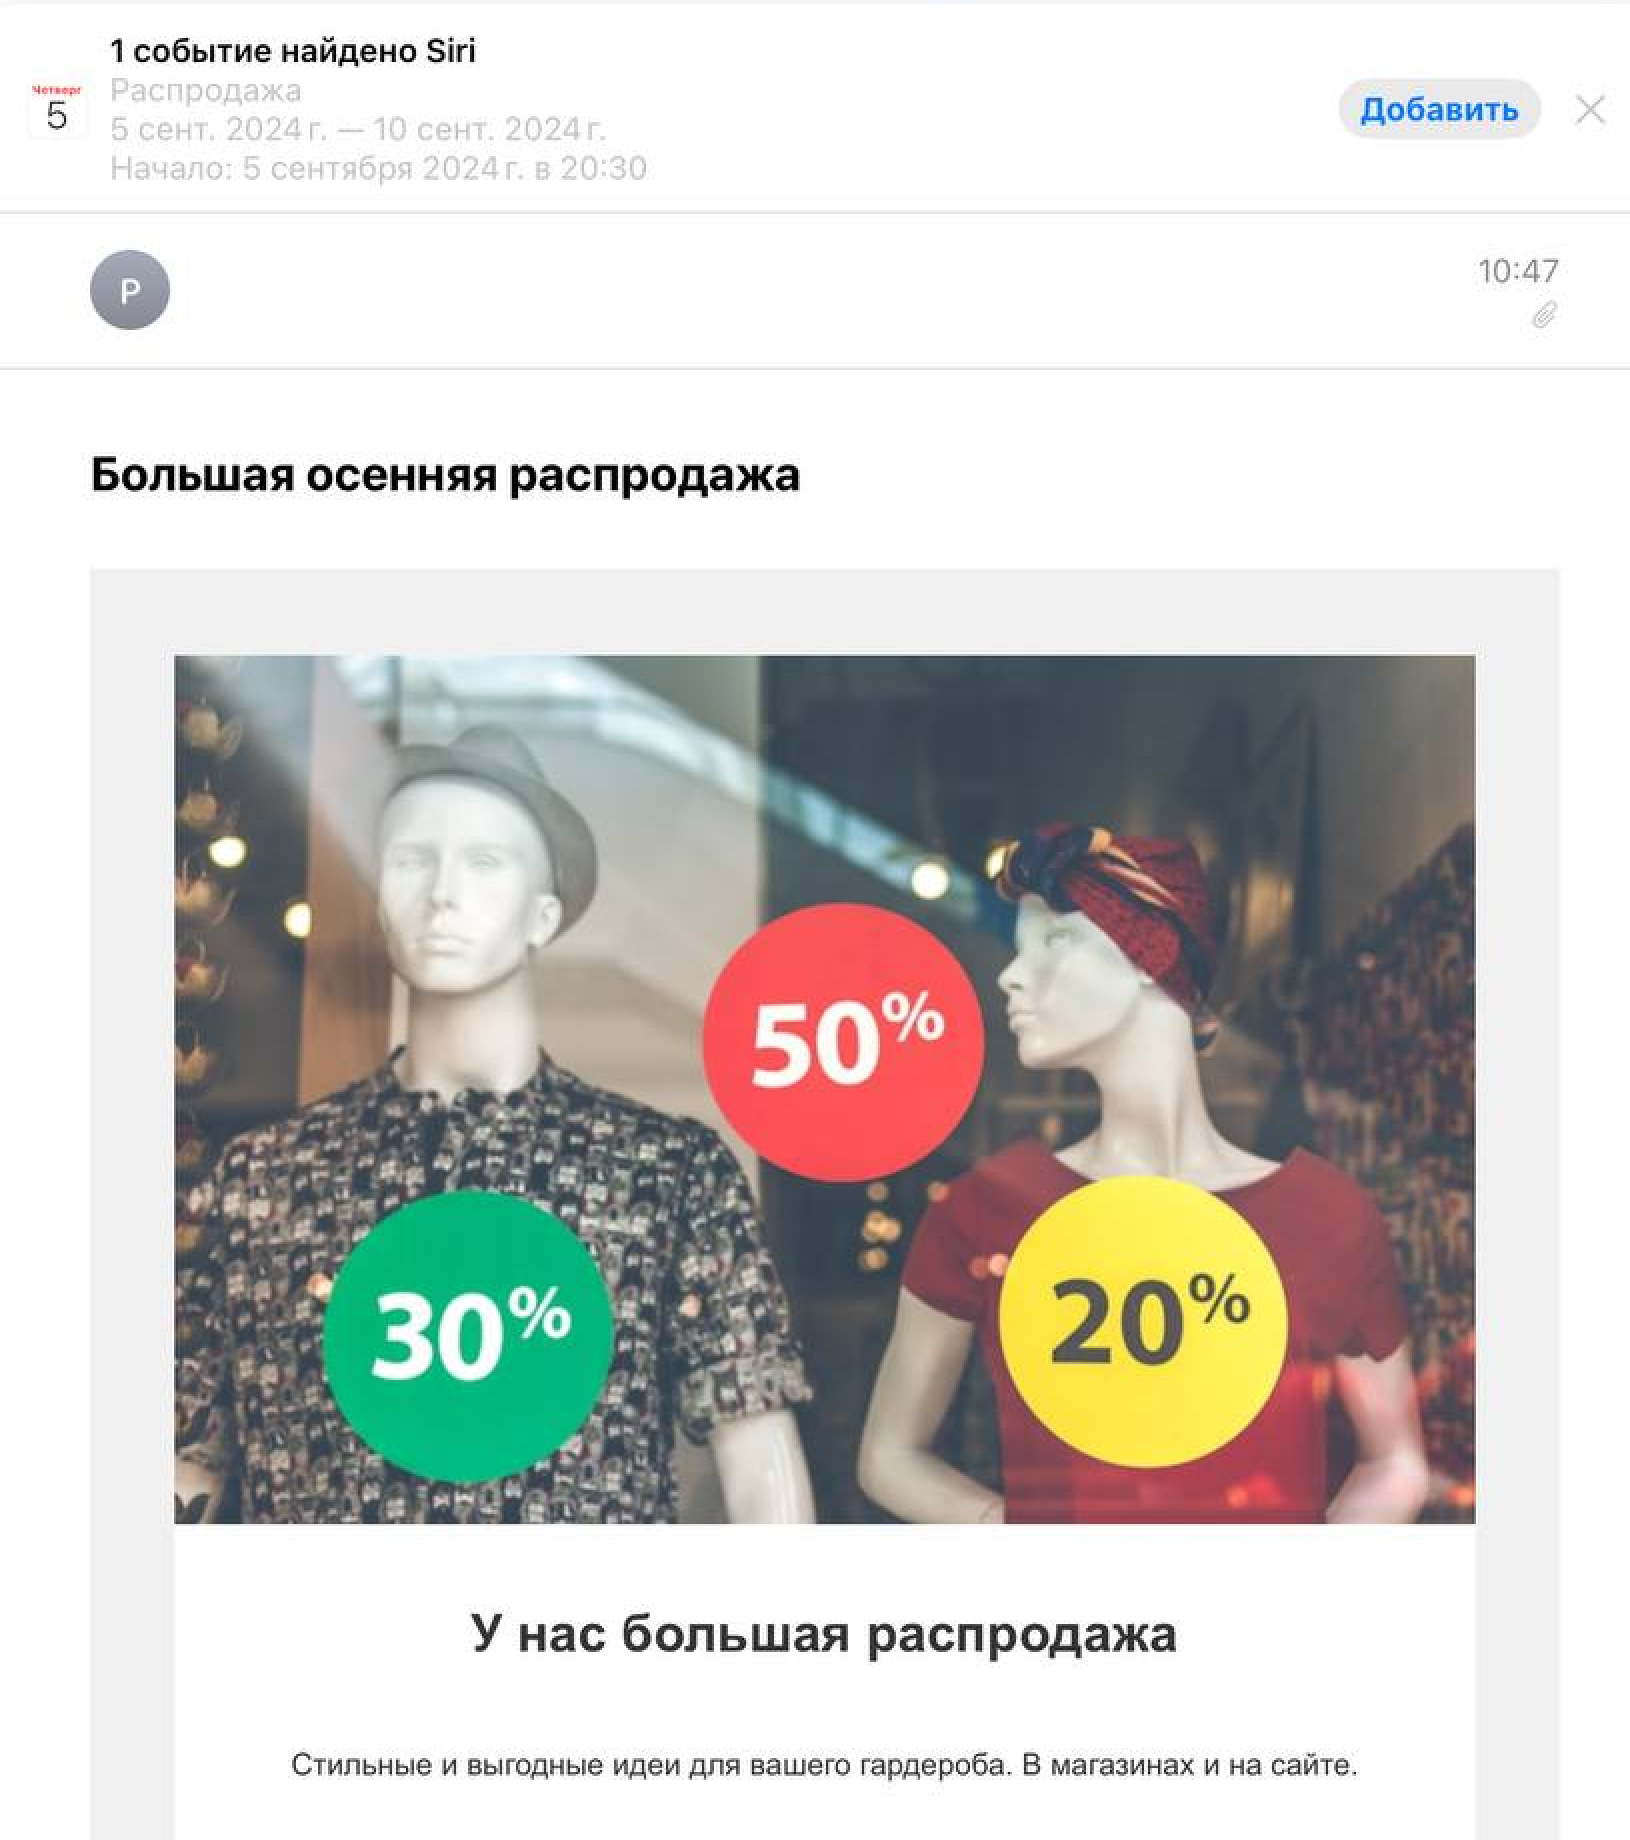 1 событие найдено Siri
Четверг
5
Распродажа
5 сент. 2024 г. — 10 сент. 2024 г.
Начало: 5 сентября 2024 г. в 20:30
Добавить
P
10:47
Большая осенняя распродажа
50%
30%
20%
У нас большая распродажа
Стильные и выгодные идеи для вашего гардероба. В магазинах и на сайте.